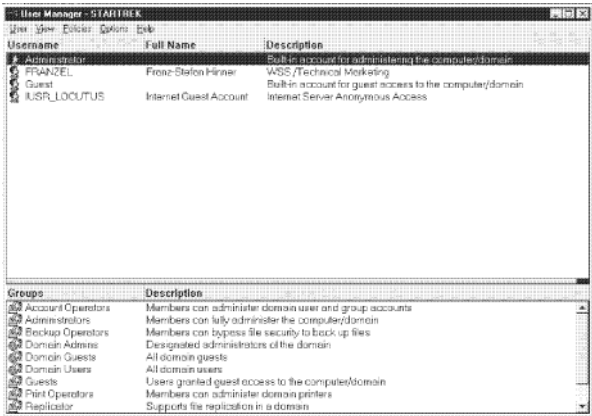 User Manager - STARTREK
User View Policies Options Help
Username Full Name Description
Administrator Built-in account for administering the computer/domain
FRANZEL Franz-Stefan Hinner WSS /Technical Marketing
Guest Built-in account for guest access to the computer/domain
IUSR_LOCUTUS Internet Guest Account Internet Server Anonymous Access
Groups Description
Account Operators Members can administer domain user and group accounts
Administrators Members can fully administer the computer/domain
Backup Operators Members can bypass file security to back up files
Domain Admins Designated administrators of the domain
Domain Guests All domain guests
Domain Users All domain users
Guests Users granted guest access to the computer/domain
Print Operators Members can administer domain printers
Replicator Supports file replication in a domain